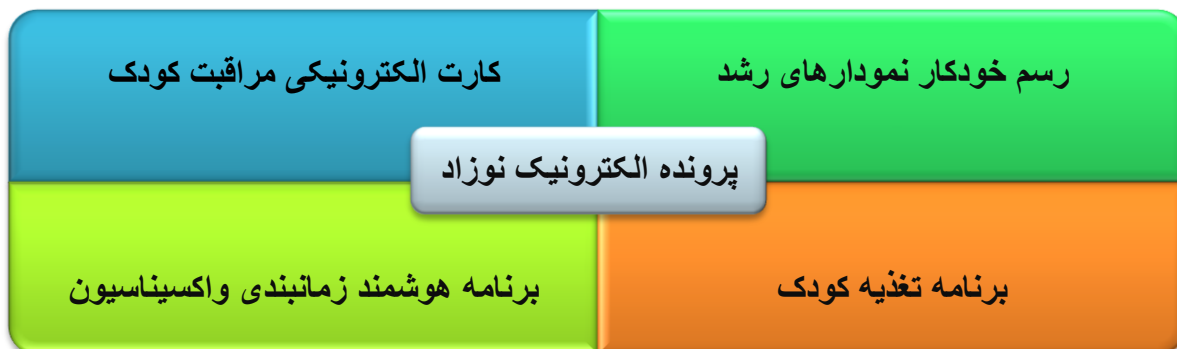 رسم خودکار نمودارهای رشد
کارت الکترونیکی مراقبت کودک
پرونده الکترونیک نوزاد
برنامه تغذیه کودک
برنامه هوشمند زمانبندی واکسیناسیون